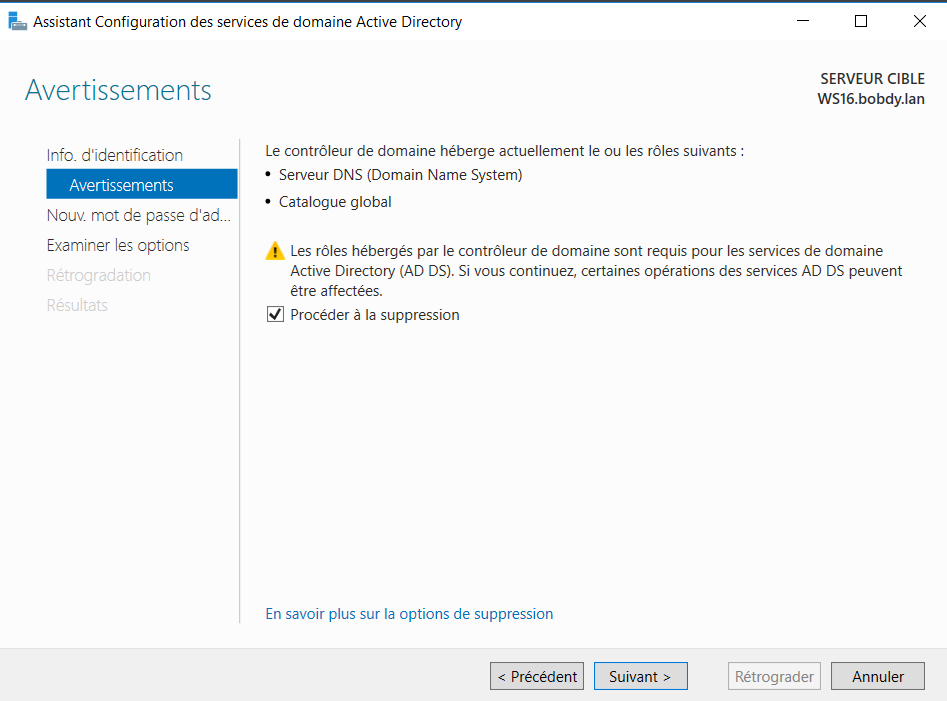 Assistant Configuration des services de domaine Active Directory
Avertissements
SERVEUR CIBLE
WS16.bobdy.lan
Info. d'identification
Avertissements
Nouv. mot de passe d'ad...
Examiner les options
Rétrogradation
Résultats
Le contrôleur de domaine héberge actuellement le ou les rôles suivants :
• Serveur DNS (Domain Name System)
• Catalogue global
Les rôles hébergés par le contrôleur de domaine sont requis pour les services de domaine
Active Directory (AD DS). Si vous continuez, certaines opérations des services AD DS peuvent
être affectées.
Procéder à la suppression
En savoir plus sur la options de suppression
< Précédent
Suivant >
Rétrograder
Annuler